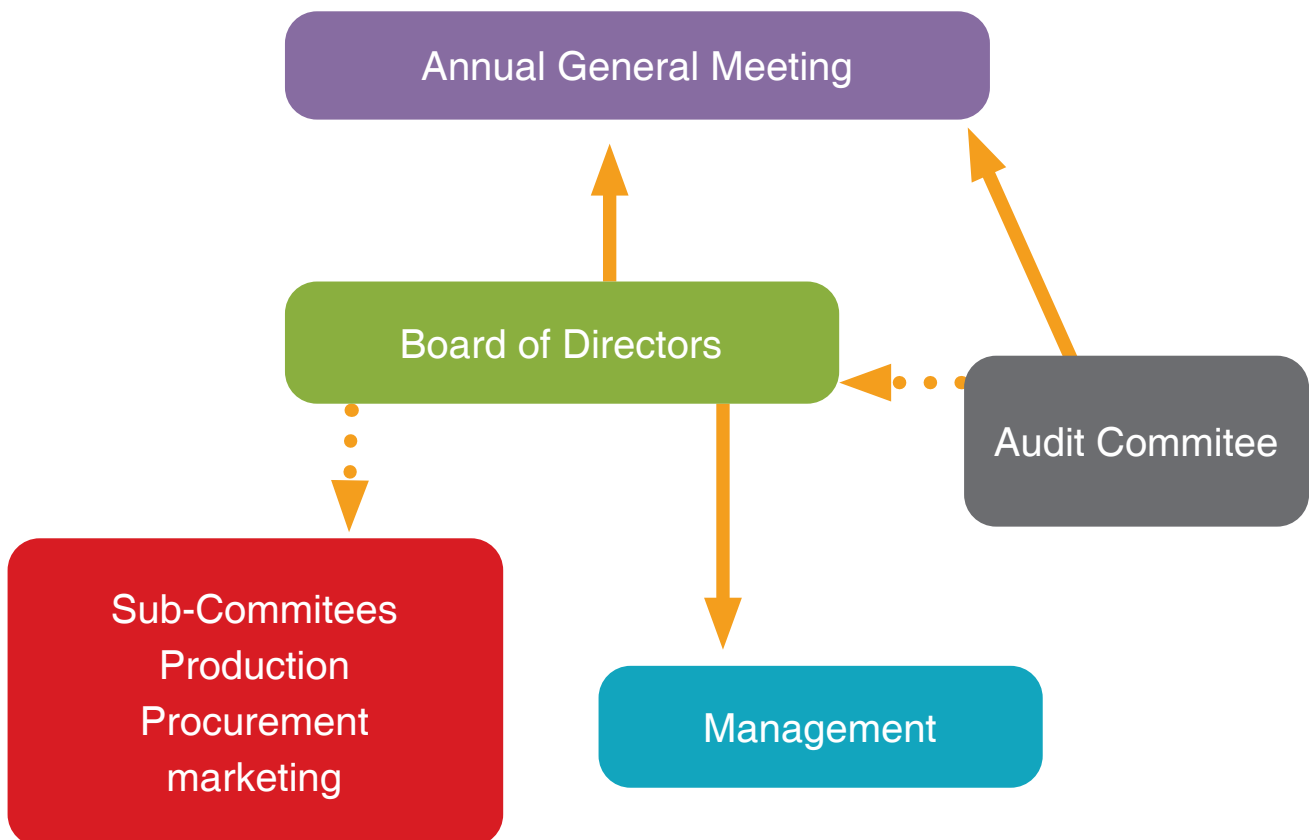 Annual General Meeting
Board of Directors
Audit Commitee
Sub-Commitees
Production
Procurement
marketing
Management